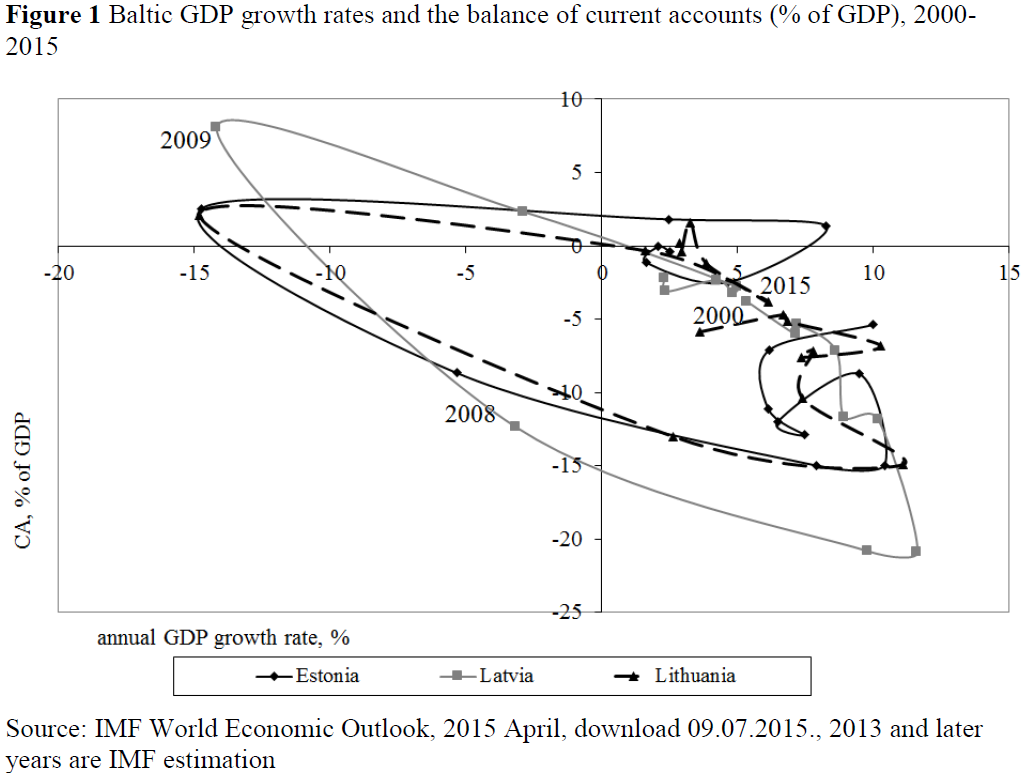 Figure 1 Baltic GDP growth rates and the balance of current accounts (% of GDP), 2000-
2015
10
5
0
-5
-10
-15
-20
-25
-20
-15
-10
-5
0
5
10
15
2009
2008
2000
2015
CA, % of GDP
annual GDP growth rate, %
Estonia
Latvia
Lithuania
Source: IMF World Economic Outlook, 2015 April, download 09.07.2015., 2013 and later
years are IMF estimation